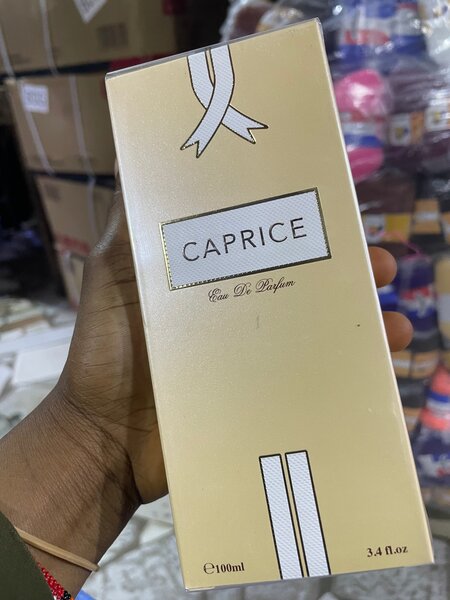 CAPRICE
Eau De Parfum
℮100ml
3.4 fl.oz